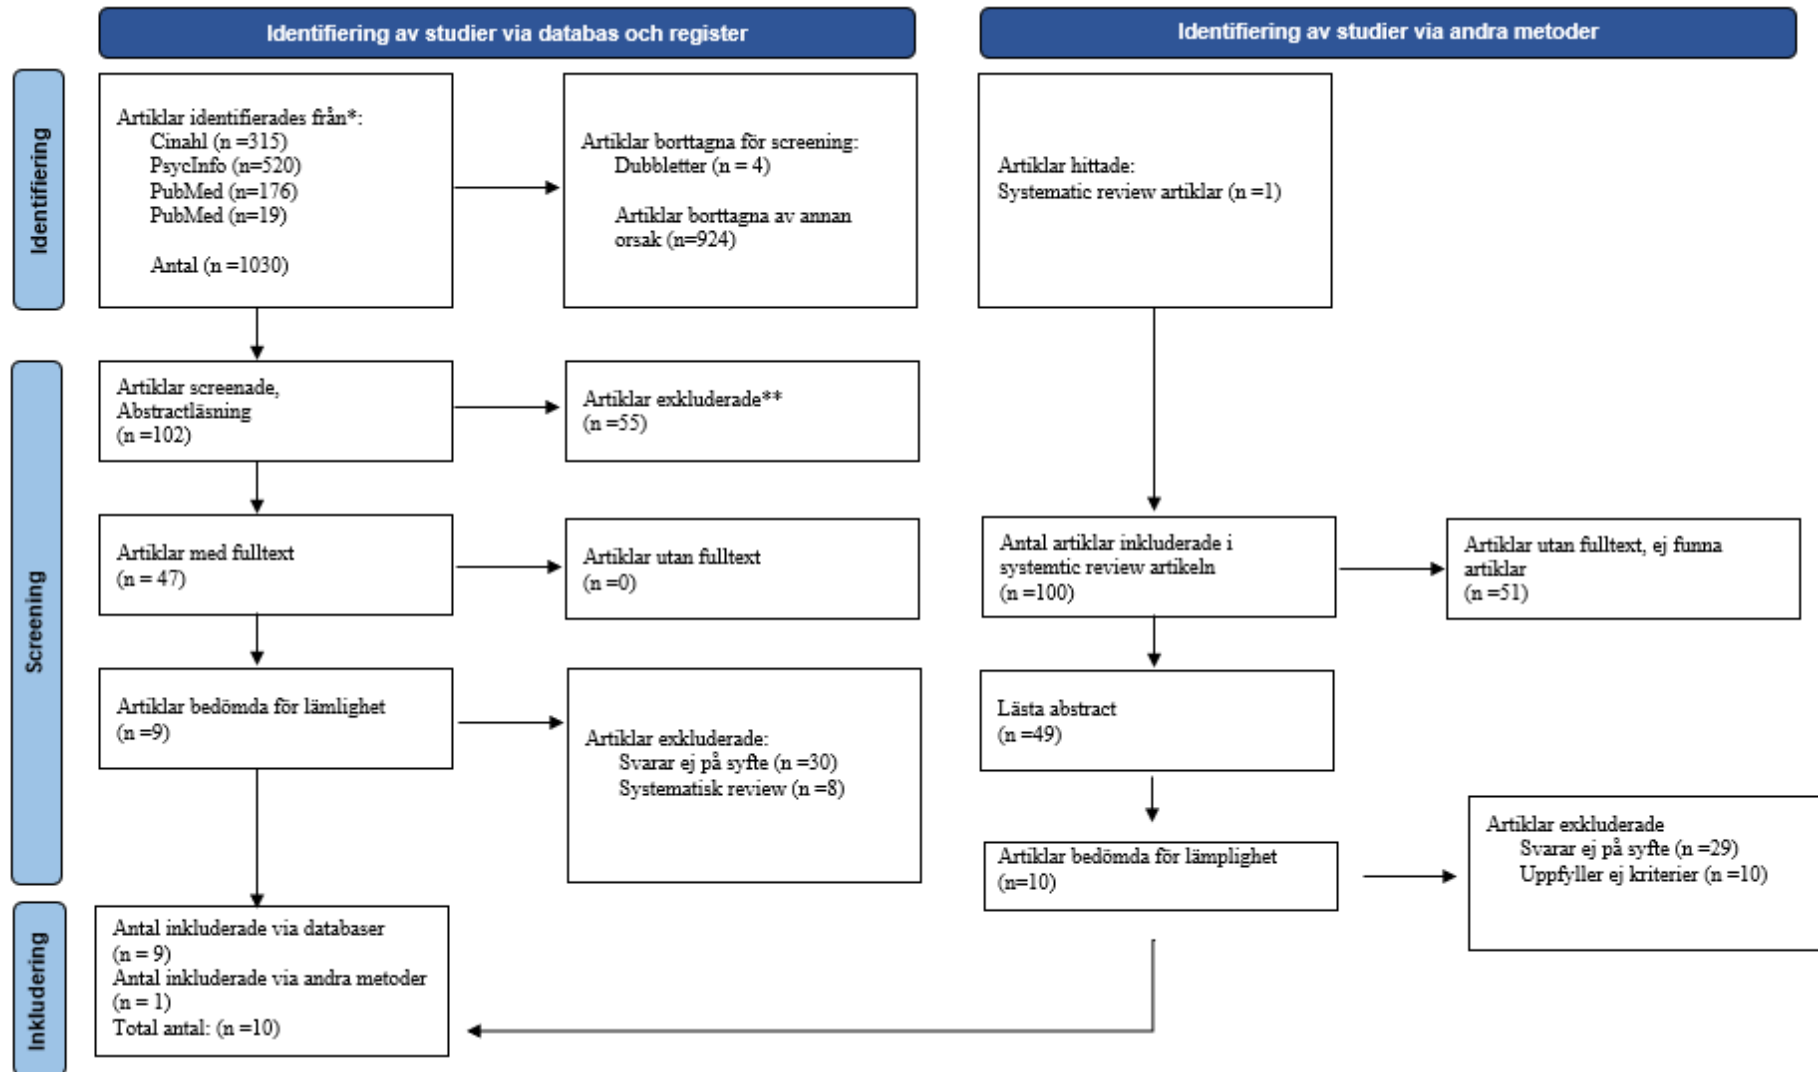 Identifiering av studier via databas och register
Identifiering av studier via andra metoder
Identifiering
Artiklar identifierades från*:
Cinahl (n =315)
PsycInfo (n=520)
PubMed (n=176)
PubMed (n=19)
Antal (n =1030)
Artiklar borttagna för screening:
Dubbletter (n = 4)
Artiklar borttagna av annan
orsak (n=924)
Artiklar hittade:
Systematic review artiklar (n =1)
Screening
Artiklar screenade,
Abstractläsning
(n =102)
Artiklar exkluderade**
(n =55)
Artiklar med fulltext
(n = 47)
Artiklar utan fulltext
(n =0)
Antal artiklar inkluderade i
systemtic review artikeln
(n =100)
Artiklar utan fulltext, ej funna
artiklar
(n =51)
Artiklar bedömda för lämlighet
(n =9)
Artiklar exkluderade:
Svarar ej på syfte (n =30)
Systematisk review (n =8)
Lästa abstract
(n =49)
Artiklar bedömda för lämplighet
(n=10)
Artiklar exkluderade
Svarar ej på syfte (n =29)
Uppfyller ej kriterier (n =10)
Inkludering
Antal inkluderade via databaser
(n = 9)
Antal inkluderade via andra metoder
(n = 1)
Total antal: (n =10)